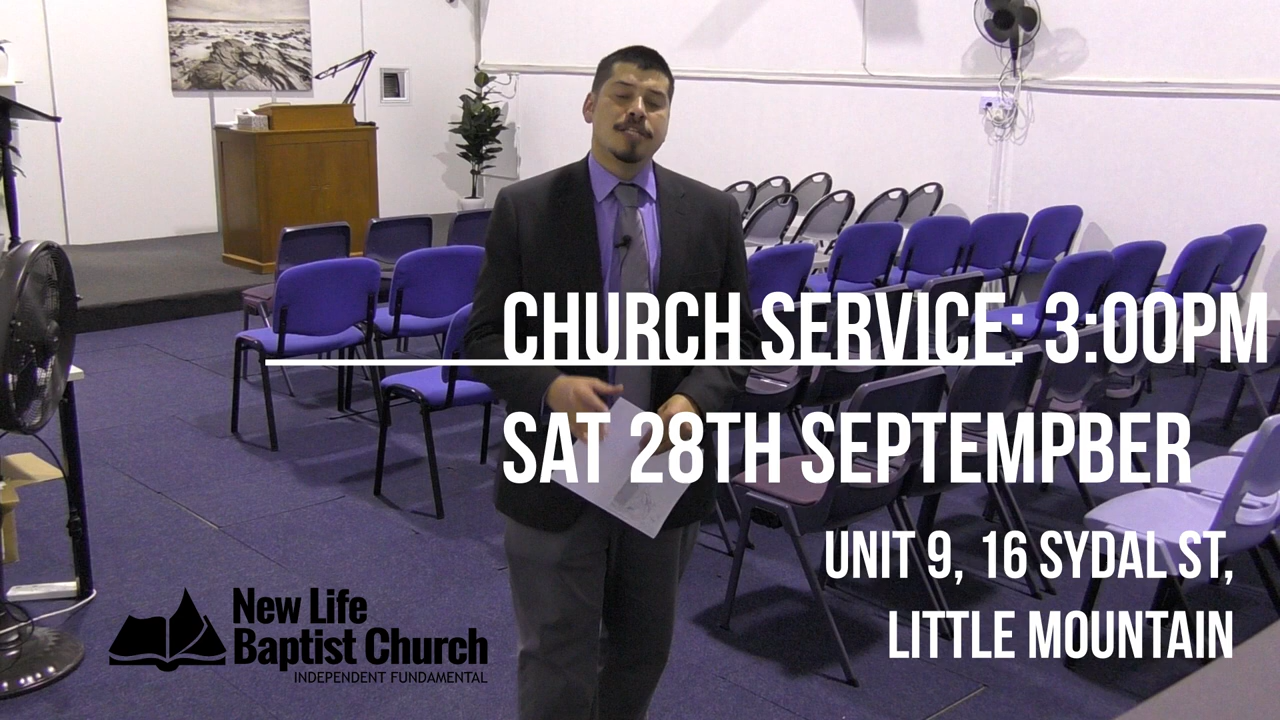 CHURCH SERVICE: 3:00PM
SAT 28TH SEPTEMPBER
UNIT 9, 16 SYDAL ST,
LITTLE MOUNTAIN
New Life
Baptist Church
INDEPENDENT FUNDAMENTAL